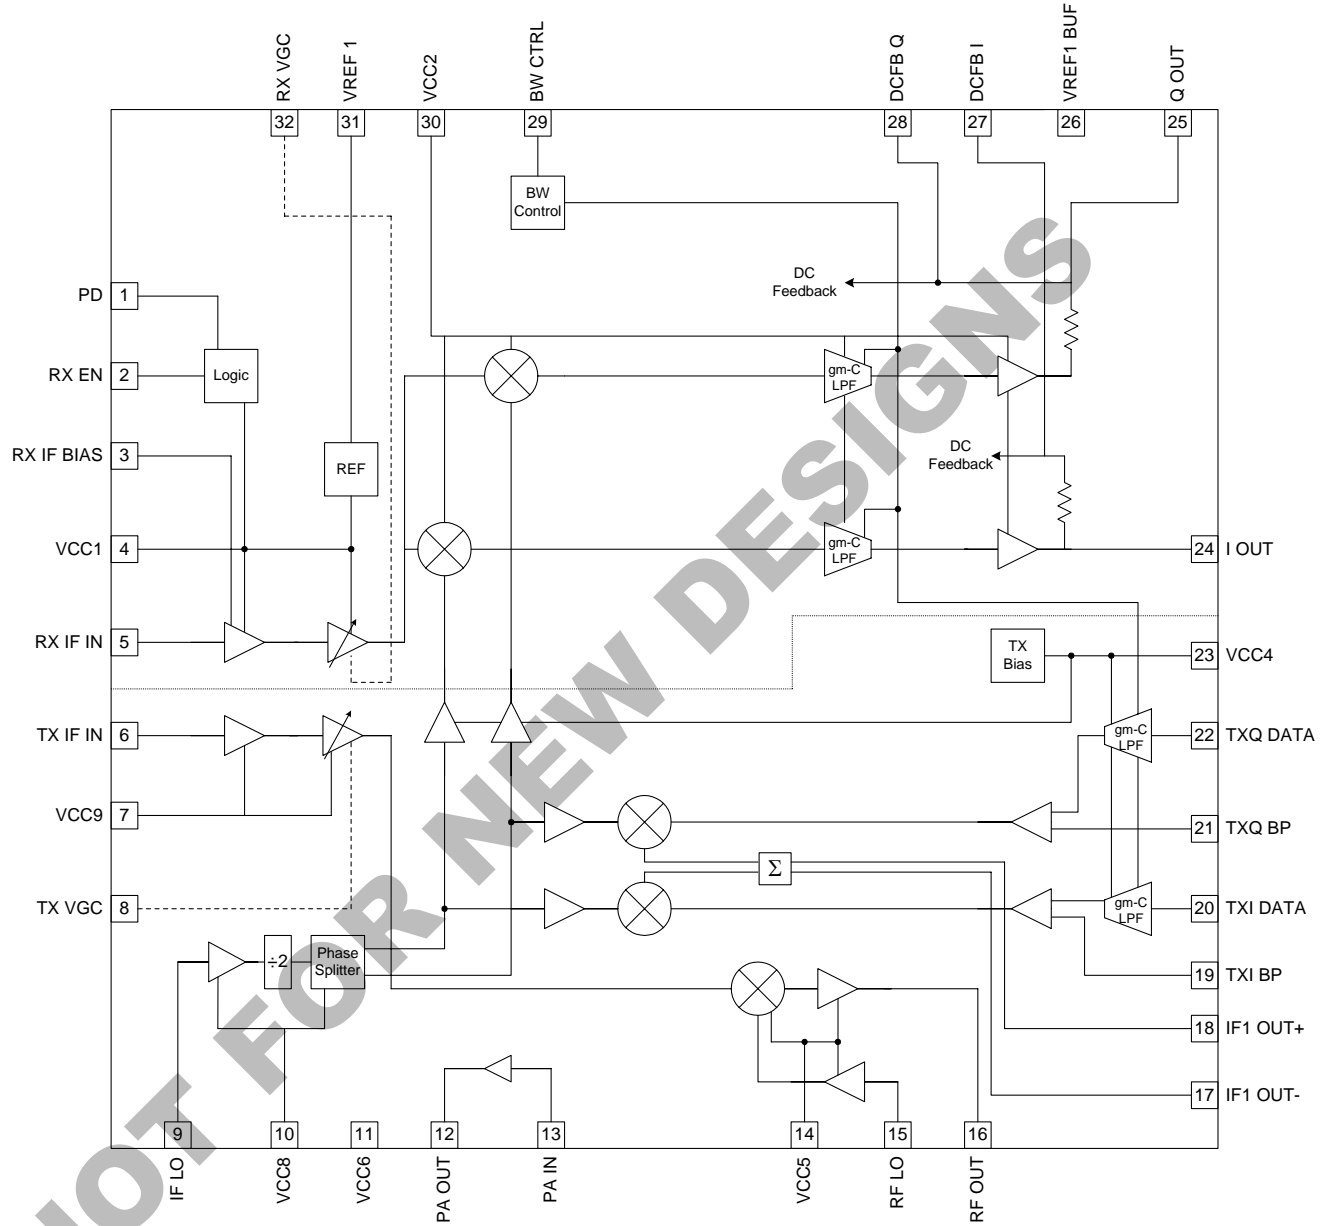 RX VGC
VREF 1
VCC2
BW CTRL
DCFB Q
DCFB I
VREF1 BUF
Q OUT
32
31
30
29
28
27
26
25
BW
Control
DC
Feedback
PD
1
RX EN
2
Logic
gm-C
LPF
RX IF BIAS
3
REF
DC
Feedback
VCC1
4
gm-C
LPF
24
I OUT
RX IF IN
5
TX
Bias
23
VCC4
TX IF IN
6
gm-C
LPF
22
TXQ DATA
VCC9
7
21
TXQ BP
Σ
TX VGC
8
gm-C
LPF
20
TXI DATA
÷2
Phase
Splitter
19
TXI BP
18
IF1 OUT+
17
IF1 OUT-
9
10
11
12
13
14
15
16
IF LO
VCC8
VCC6
PA OUT
PA IN
VCC5
RF LO
RF OUT
NOT FOR NEW DESIGNS